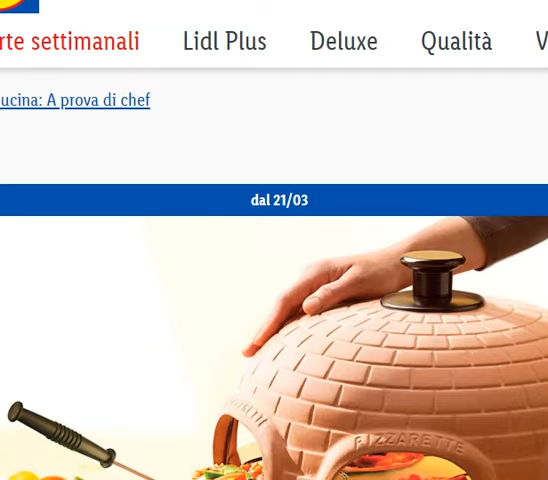 rte settimanali Lidl Plus Deluxe Qualità V
ucina: A prova di chef
dal 21/03
PIZZARETTE